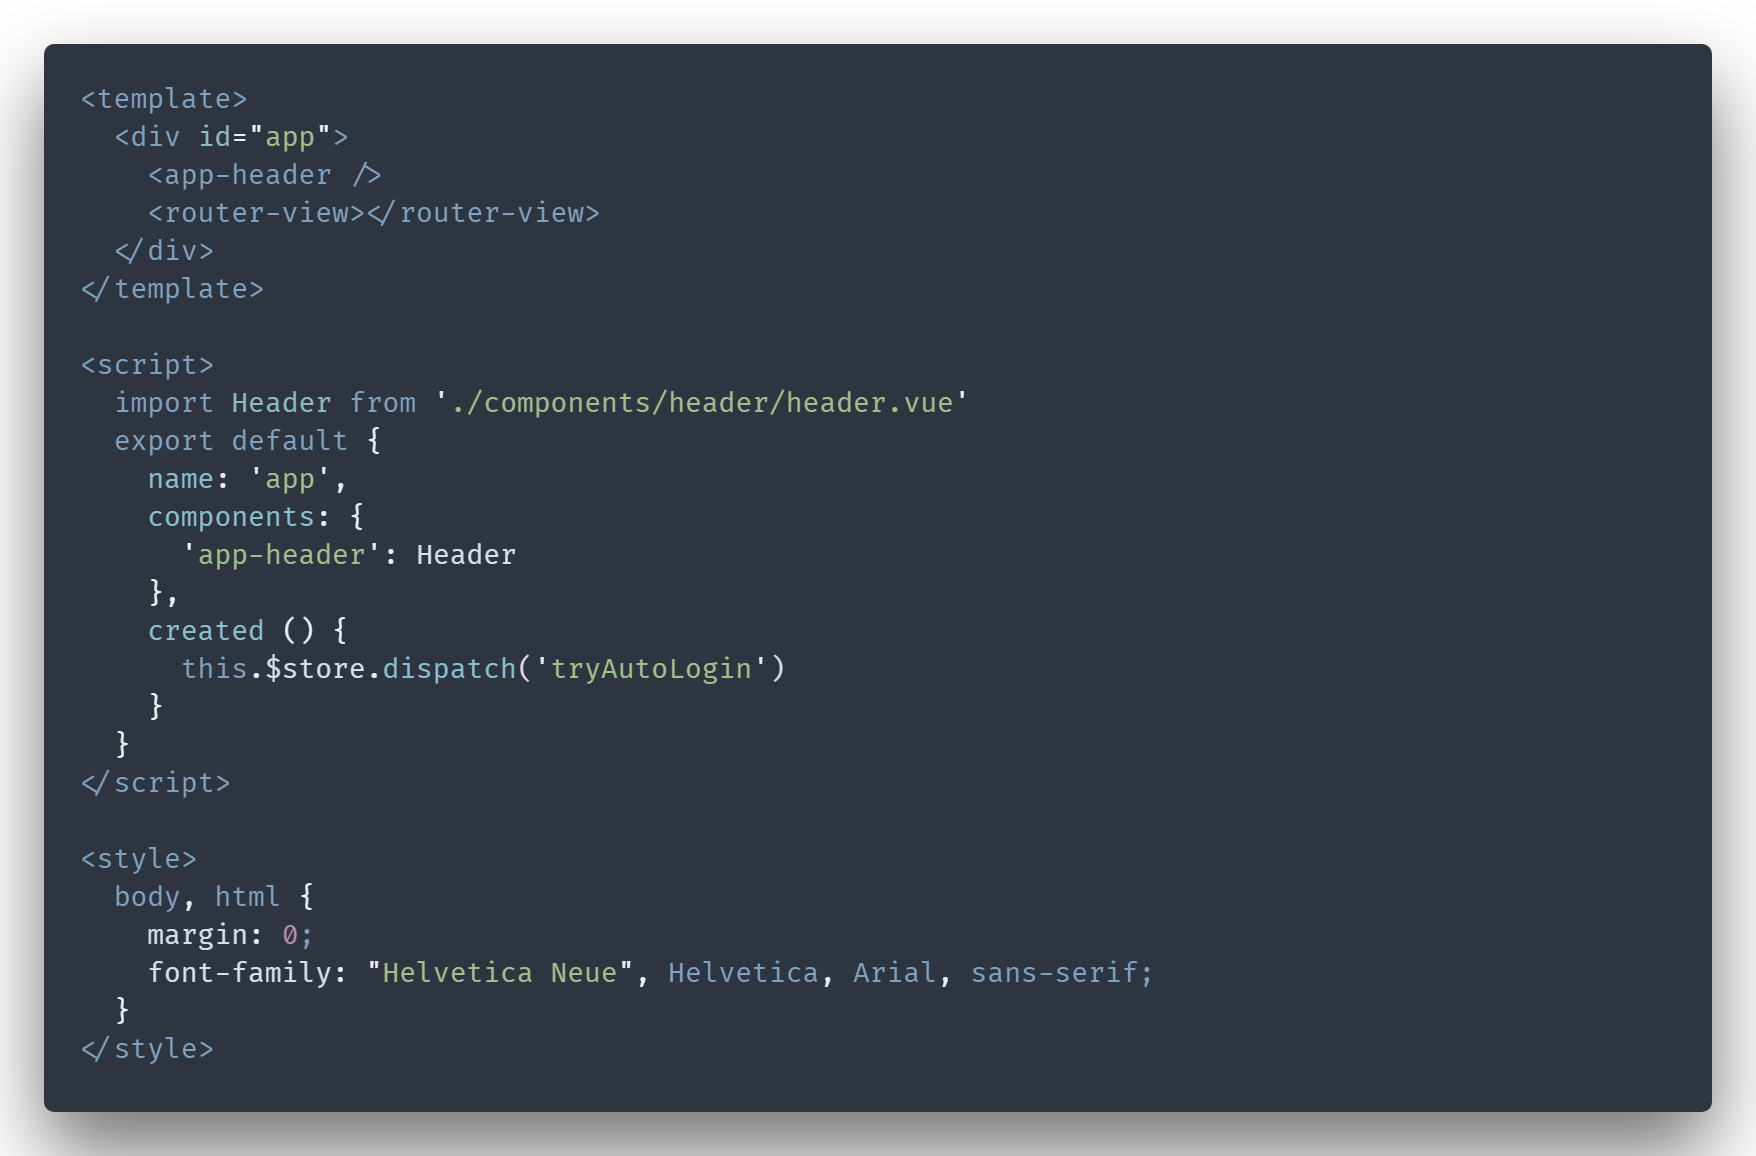 <template>
  <div id="app">
    <app-header />
    <router-view></router-view>
  </div>
</template>

<script>
  import Header from './components/header/header.vue'
  export default {
    name: 'app',
    components: {
      'app-header': Header
    },
    created () {
      this.$store.dispatch('tryAutoLogin')
    }
  }
</script>

<style>
  body, html {
    margin: 0;
    font-family: "Helvetica Neue", Helvetica, Arial, sans-serif;
  }
</style>